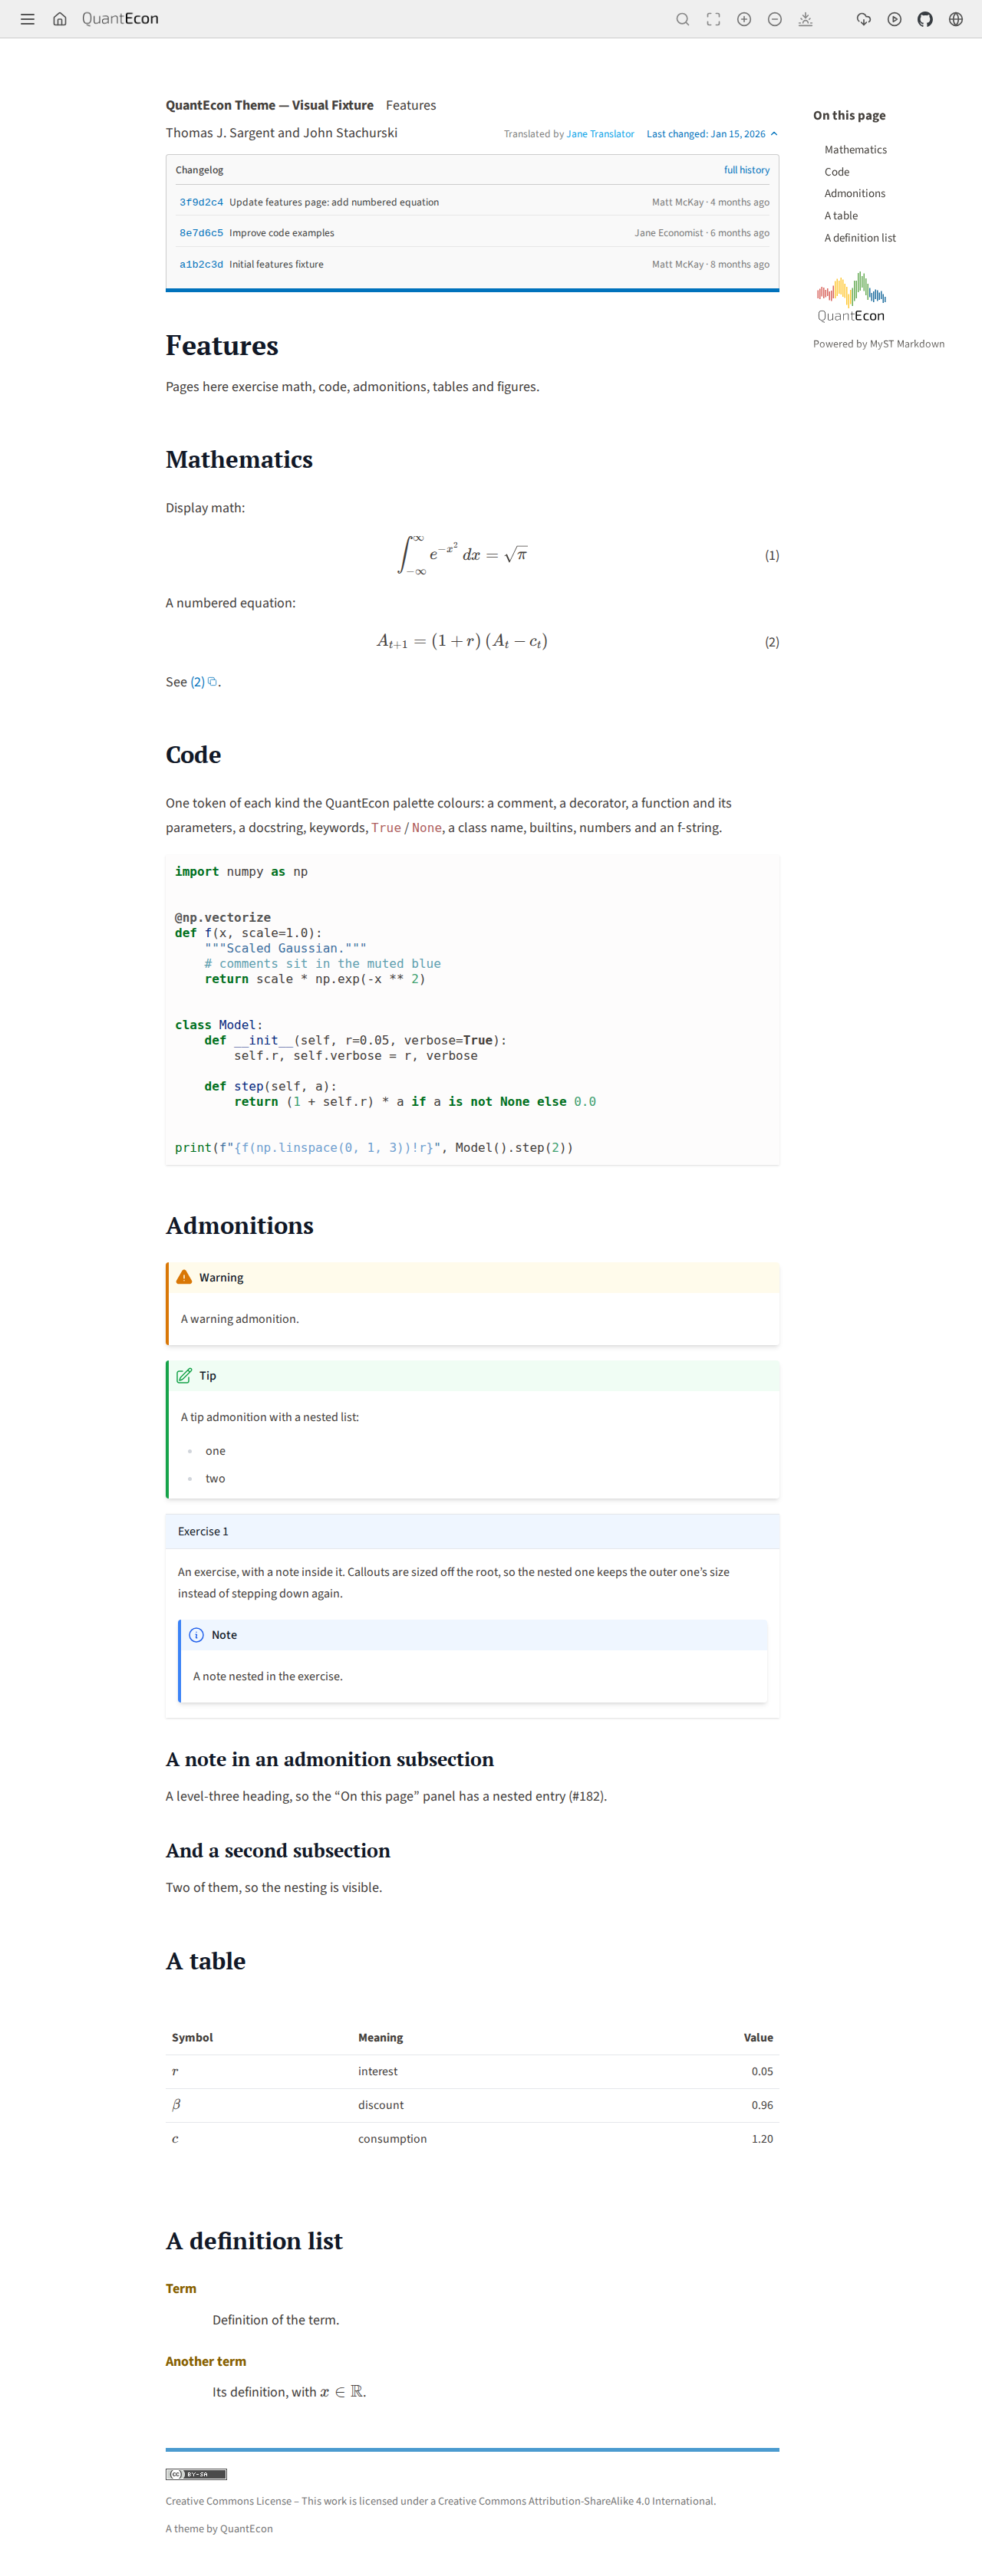 QuantEcon
QuantEcon Theme — Visual Fixture Features
Thomas J. Sargent and John Stachurski
Translated by Jane Translator Last changed: Jan 15, 2026
Changelog full history
3f9d2c4 Update features page: add numbered equation Matt McKay · 4 months ago
8e7d6c5 Improve code examples Jane Economist · 6 months ago
a1b2c3d Initial features fixture Matt McKay · 8 months ago
On this page
Mathematics
Code
Admonitions
A table
A definition list
QuantEcon
Powered by MyST Markdown
Features
Pages here exercise math, code, admonitions, tables and figures.
Mathematics
Display math:
∫_{−∞}^{∞} e^{−x²} dx = √π (1)
A numbered equation:
A_{t+1} = (1 + r) (A_t − c_t) (2)
See (2).
Code
One token of each kind the QuantEcon palette colours: a comment, a decorator, a function and its
parameters, a docstring, keywords, True / None, a class name, builtins, numbers and an f-string.
import numpy as np
@np.vectorize
def f(x, scale=1.0):
    """Scaled Gaussian."""
    # comments sit in the muted blue
    return scale * np.exp(-x ** 2)
class Model:
    def __init__(self, r=0.05, verbose=True):
        self.r, self.verbose = r, verbose
    def step(self, a):
        return (1 + self.r) * a if a is not None else 0.0
print(f"{f(np.linspace(0, 1, 3))!r}", Model().step(2))
Admonitions
Warning
A warning admonition.
Tip
A tip admonition with a nested list:
one
two
Exercise 1
An exercise, with a note inside it. Callouts are sized off the root, so the nested one keeps the outer one’s size
instead of stepping down again.
Note
A note nested in the exercise.
A note in an admonition subsection
A level-three heading, so the “On this page” panel has a nested entry (#182).
And a second subsection
Two of them, so the nesting is visible.
A table
Symbol Meaning Value
r interest 0.05
β discount 0.96
c consumption 1.20
A definition list
Term
Definition of the term.
Another term
Its definition, with x ∈ ℝ.
(cc) BY-SA
Creative Commons License – This work is licensed under a Creative Commons Attribution-ShareAlike 4.0 International.
A theme by QuantEcon